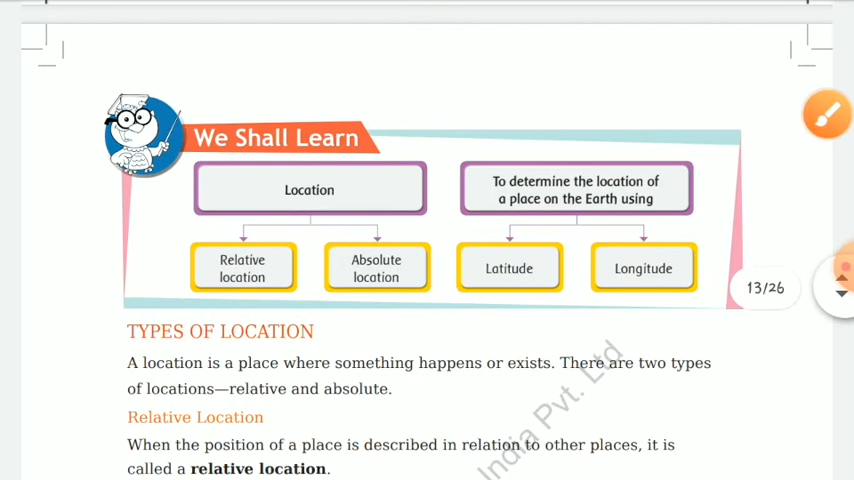 We Shall Learn
Location
To determine the location of
a place on the Earth using
Relative
location
Absolute
location
Latitude
Longitude
13/26
TYPES OF LOCATION
A location is a place where something happens or exists. There are two types
of locations—relative and absolute.
Relative Location
When the position of a place is described in relation to other places, it is
called a relative location.
India Pvt. Ltd